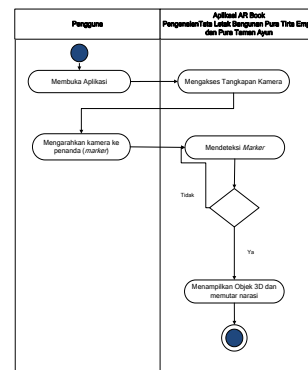 Pengguna
Aplikasi AR Book
PengenalanTata Letak Bangunan Pura Tirta Emp
dan Pura Taman Ayun
Membuka Aplikasi
Mengakses Tangkapan Kamera
Mengarahkan kamera ke
penanda (marker)
Mendeteksi Marker
Tidak
Ya
Menampilkan Objek 3D dan
memutar narasi